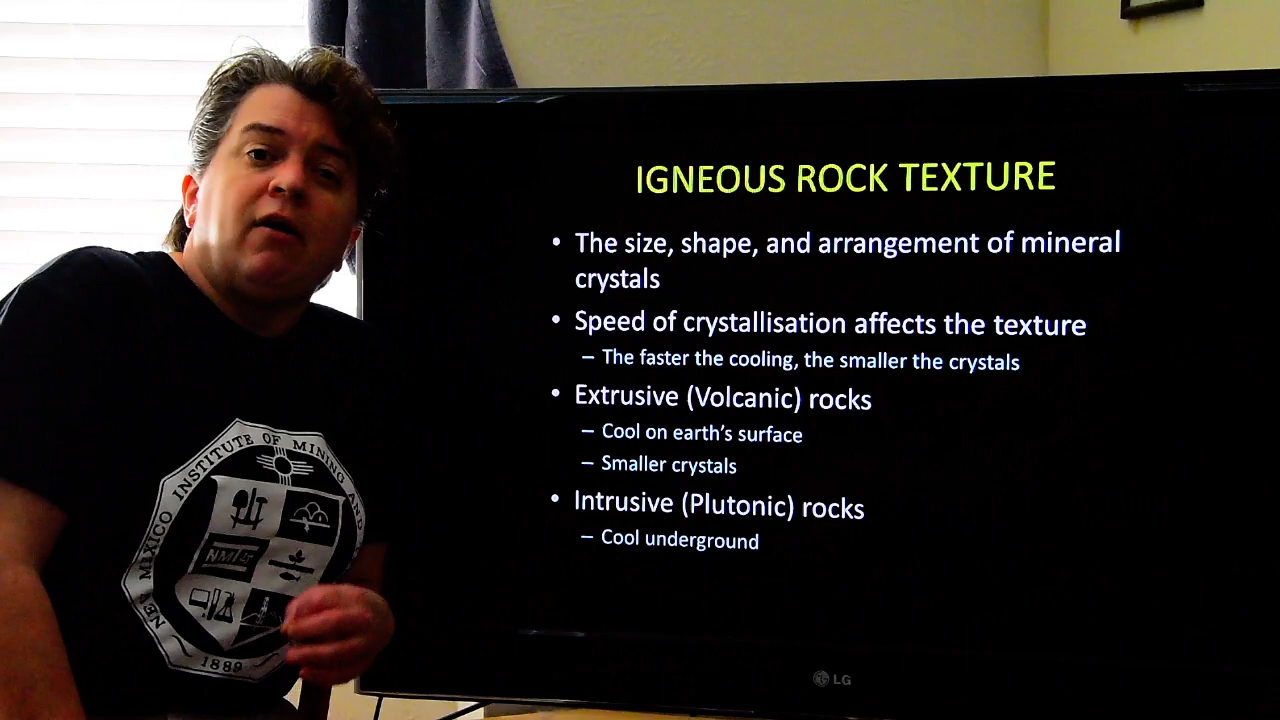 IGNEOUS ROCK TEXTURE
• The size, shape, and arrangement of mineral
crystals
• Speed of crystallisation affects the texture
– The faster the cooling, the smaller the crystals
• Extrusive (Volcanic) rocks
– Cool on earth's surface
– Smaller crystals
• Intrusive (Plutonic) rocks
– Cool underground
NEW MEXICO INSTITUTE OF MINING AND
1889
LG